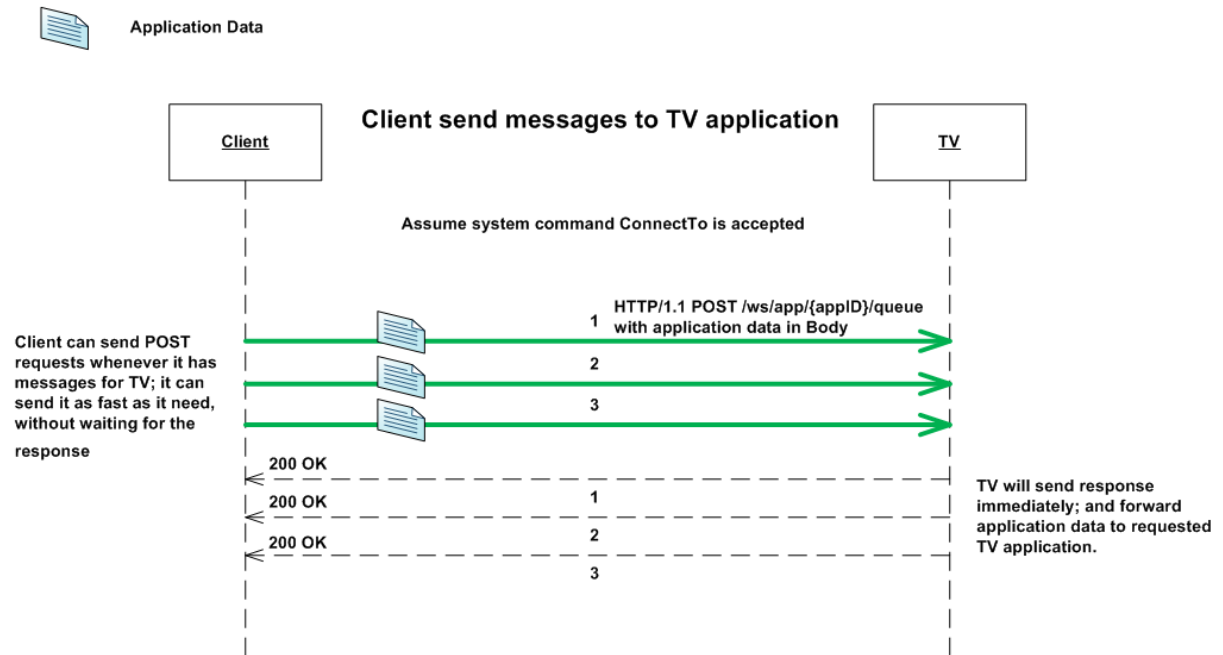 Application Data
Client send messages to TV application
Client
TV
Assume system command ConnectTo is accepted
HTTP/1.1 POST /ws/app/{appID}/queue
with application data in Body
1
2
3
Client can send POST
requests whenever it has
messages for TV; it can
send it as fast as it need,
without waiting for the
response
200 OK
1
200 OK
2
200 OK
3
TV will send response
immediately; and forward
application data to requested
TV application.